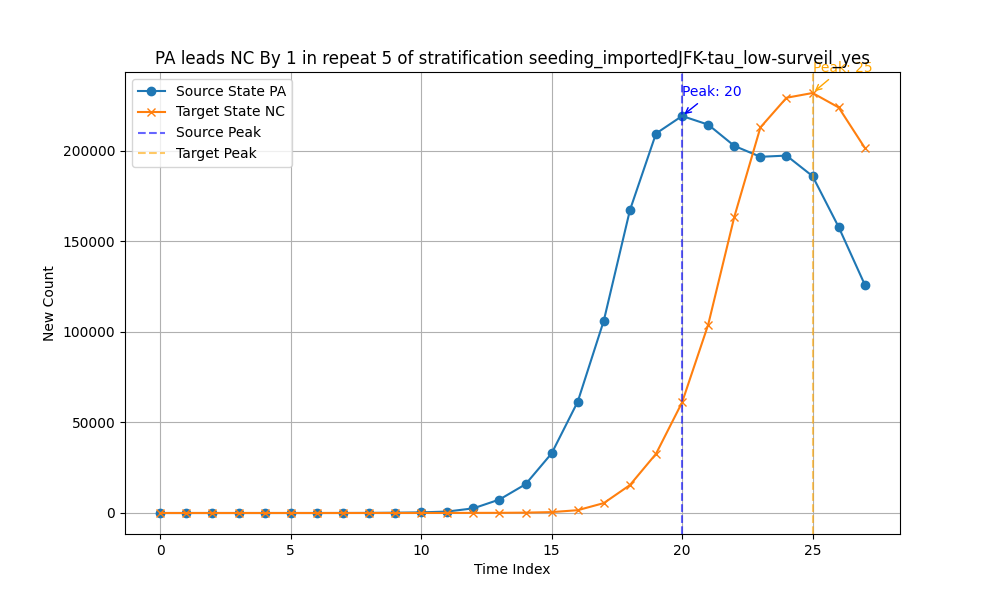 PA leads NC By 1 in repeat 5 of stratification seeding_importedJFK-tau_low-surveil_yes
Peak: 25
Peak: 20
Source State PA
Target State NC
Source Peak
Target Peak
New Count
200000
150000
100000
50000
0
0 5 10 15 20 25
Time Index